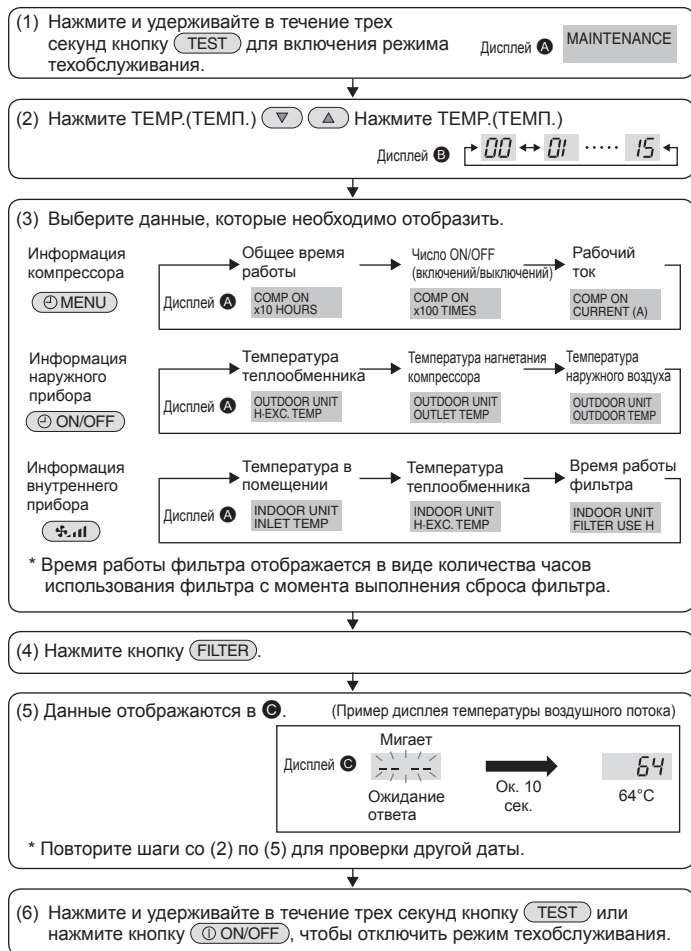 (1) Нажмите и удерживайте в течение трех
секунд кнопку TEST для включения режима
техобслуживания.
Дисплей A MAINTENANCE
(2) Нажмите TEMP.(ТЕМП.) ▽ △ Нажмите TEMP.(ТЕМП.)
Дисплей B 00 ↔ 01 ····· 15
(3) Выберите данные, которые необходимо отобразить.
Информация
компрессора
MENU
Общее время
работы
Число ON/OFF
(включений/выключений)
Рабочий
ток
Дисплей A
COMP ON
x10 HOURS
COMP ON
x100 TIMES
COMP ON
CURRENT (A)
Информация
наружного
прибора
ON/OFF
Температура
теплообменника
Температура нагнетания
компрессора
Температура
наружного воздуха
Дисплей A
OUTDOOR UNIT
H·EXC. TEMP
OUTDOOR UNIT
OUTLET TEMP
OUTDOOR UNIT
OUTDOOR TEMP
Информация
внутреннего
прибора
Температура в
помещении
Температура
теплообменника
Время работы
фильтра
Дисплей A
INDOOR UNIT
INLET TEMP
INDOOR UNIT
H·EXC. TEMP
INDOOR UNIT
FILTER USE H
* Время работы фильтра отображается в виде количества часов
использования фильтра с момента выполнения сброса фильтра.
(4) Нажмите кнопку FILTER.
(5) Данные отображаются в C. (Пример дисплея температуры воздушного потока)
Мигает
Дисплей C -- -- 64
Ожидание
ответа
Ок. 10
сек.
64°C
* Повторите шаги со (2) по (5) для проверки другой даты.
(6) Нажмите и удерживайте в течение трех секунд кнопку TEST или
нажмите кнопку ON/OFF, чтобы отключить режим техобслуживания.